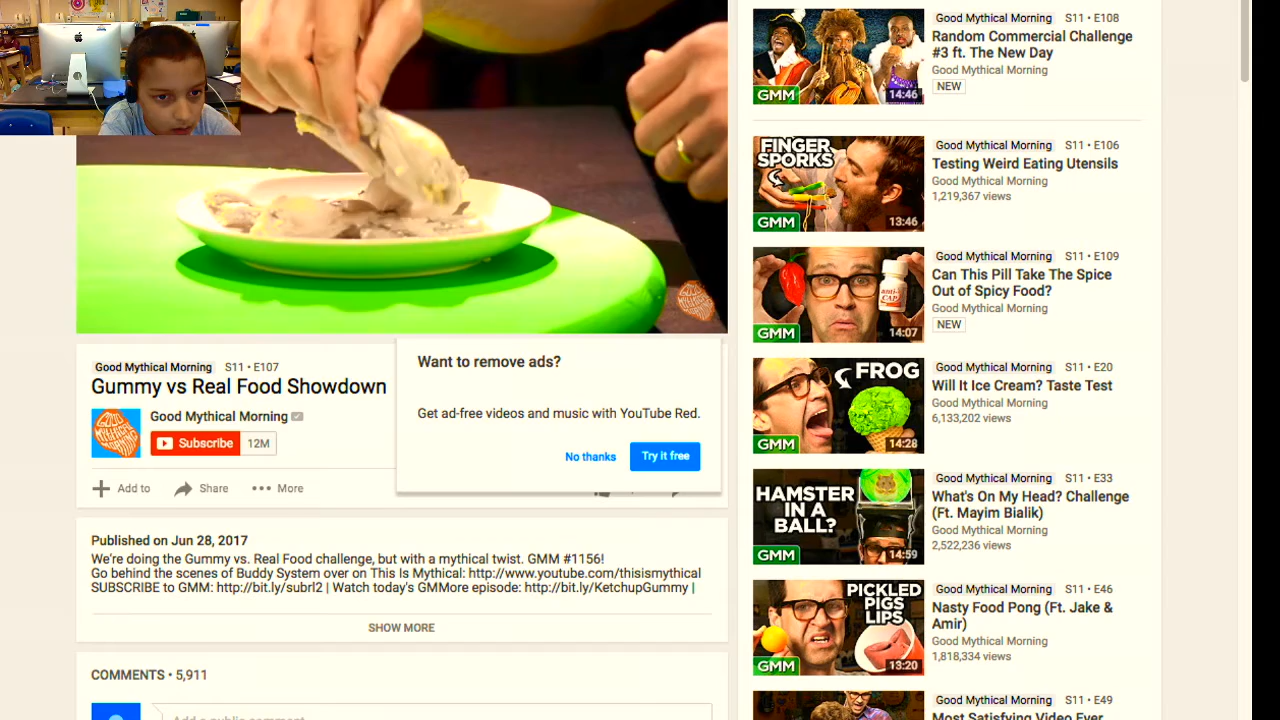 Good Mythical Morning S11 • E107
Gummy vs Real Food Showdown
Good Mythical Morning
Subscribe 12M
Add to Share More
Want to remove ads?
Get ad-free videos and music with YouTube Red.
No thanks Try it free
Published on Jun 28, 2017
We're doing the Gummy vs. Real Food challenge, but with a mythical twist. GMM #1156!
Go behind the scenes of Buddy System over on This Is Mythical: http://www.youtube.com/thisismythical
SUBSCRIBE to GMM: http://bit.ly/subrl2 | Watch today's GMMore episode: http://bit.ly/KetchupGummy |
SHOW MORE
COMMENTS • 5,911
Add a public comment
GOOD MYTHICAL MORNING
GMM 14:46
Good Mythical Morning S11 • E108
Random Commercial Challenge
#3 ft. The New Day
Good Mythical Morning
NEW
FINGER
SPORKS
GMM 13:46
Good Mythical Morning S11 • E106
Testing Weird Eating Utensils
Good Mythical Morning
1,219,367 views
GMM 14:07
Good Mythical Morning S11 • E109
Can This Pill Take The Spice
Out of Spicy Food?
Good Mythical Morning
NEW
FROG
GMM 14:28
Good Mythical Morning S11 • E20
Will It Ice Cream? Taste Test
Good Mythical Morning
6,133,202 views
HAMSTER
IN A
BALL?
GMM 14:59
Good Mythical Morning S11 • E33
What's On My Head? Challenge
(Ft. Mayim Bialik)
Good Mythical Morning
2,522,236 views
PICKLED
PIGS
LIPS
GMM 13:20
Good Mythical Morning S11 • E46
Nasty Food Pong (Ft. Jake &
Amir)
Good Mythical Morning
1,818,334 views
Good Mythical Morning S11 • E49
Most Satisfying Video Ever